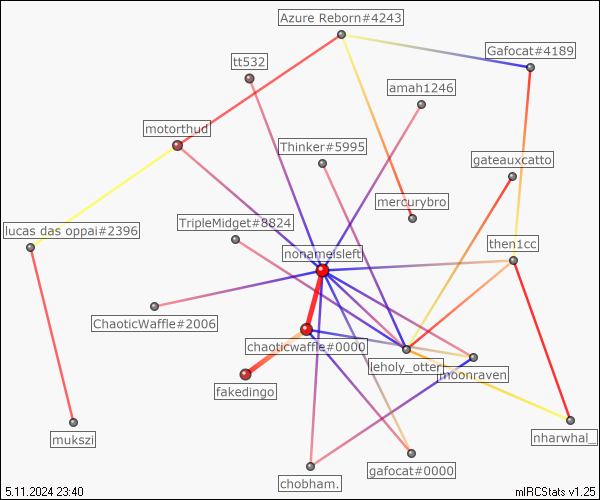 Azure Reborn#4243
Gafocat#4189
tt532
amah1246
motorthud
Thinker#5995
gateauxcatto
mercurybro
TripleMidget#8824
lucas das oppai#2396
then1cc
nonameisleft
ChaoticWaffle#2006
chaoticwaffle#0000
leholy_otter
moonraven
fakedingo
mukszi
nharwhal_
gafocat#0000
chobham.
5.11.2024 23:40
mIRCStats v1.25